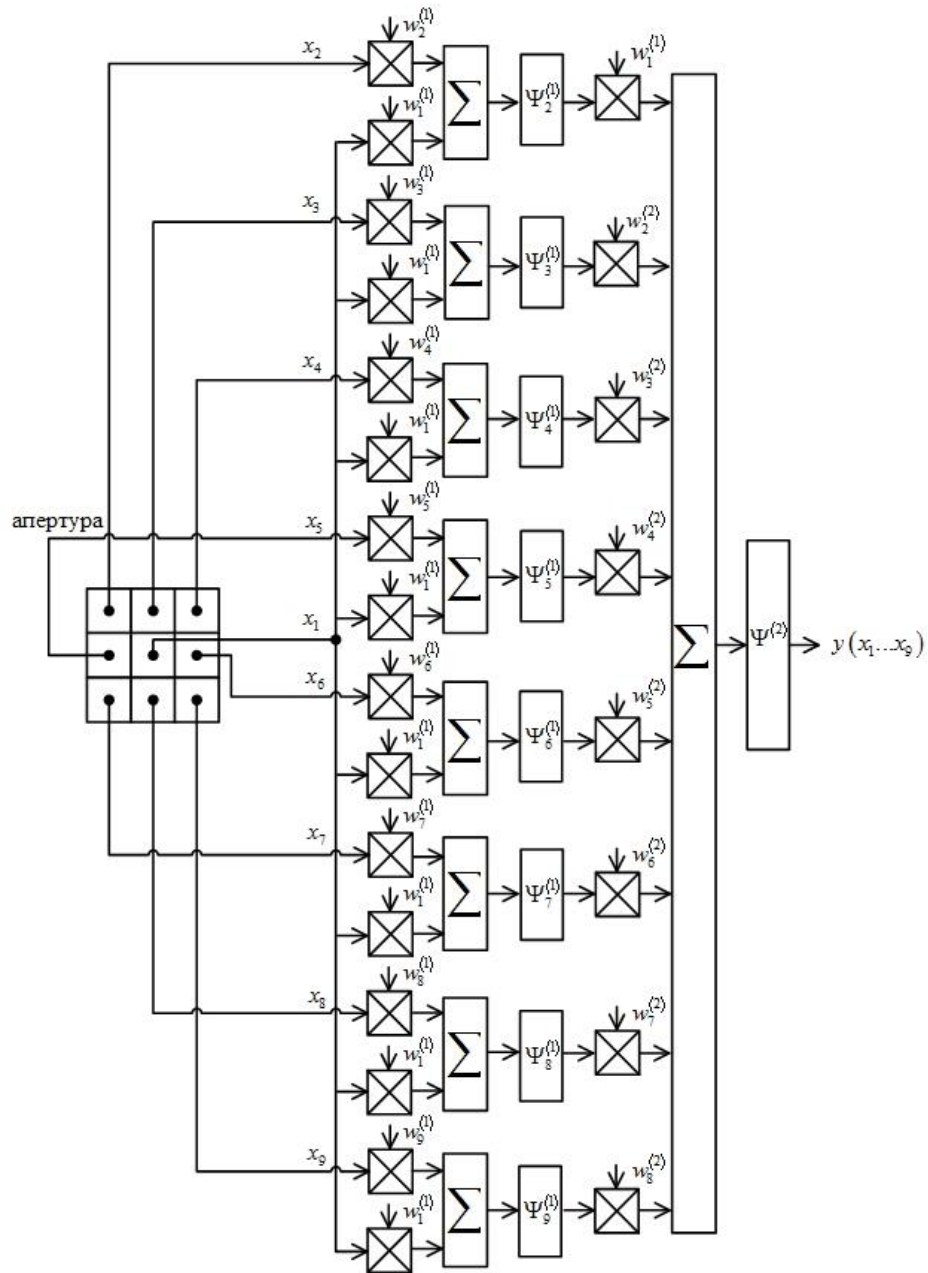 x₂ w₂⁽¹⁾ w₁⁽¹⁾
w₁⁽¹⁾ ∑ Ψ₂⁽¹⁾
x₃ w₃⁽¹⁾ w₂⁽²⁾
w₁⁽¹⁾ ∑ Ψ₃⁽¹⁾
x₄ w₄⁽¹⁾ w₃⁽²⁾
w₁⁽¹⁾ ∑ Ψ₄⁽¹⁾
апертура
x₅ w₅⁽¹⁾ w₄⁽²⁾
w₁⁽¹⁾ ∑ Ψ₅⁽¹⁾
x₁
∑ Ψ⁽²⁾ y(x₁...x₉)
x₆ w₆⁽¹⁾ w₅⁽²⁾
w₁⁽¹⁾ ∑ Ψ₆⁽¹⁾
x₇ w₇⁽¹⁾ w₆⁽²⁾
w₁⁽¹⁾ ∑ Ψ₇⁽¹⁾
x₈ w₈⁽¹⁾ w₇⁽²⁾
w₁⁽¹⁾ ∑ Ψ₈⁽¹⁾
x₉ w₉⁽¹⁾ w₈⁽²⁾
w₁⁽¹⁾ ∑ Ψ₉⁽¹⁾